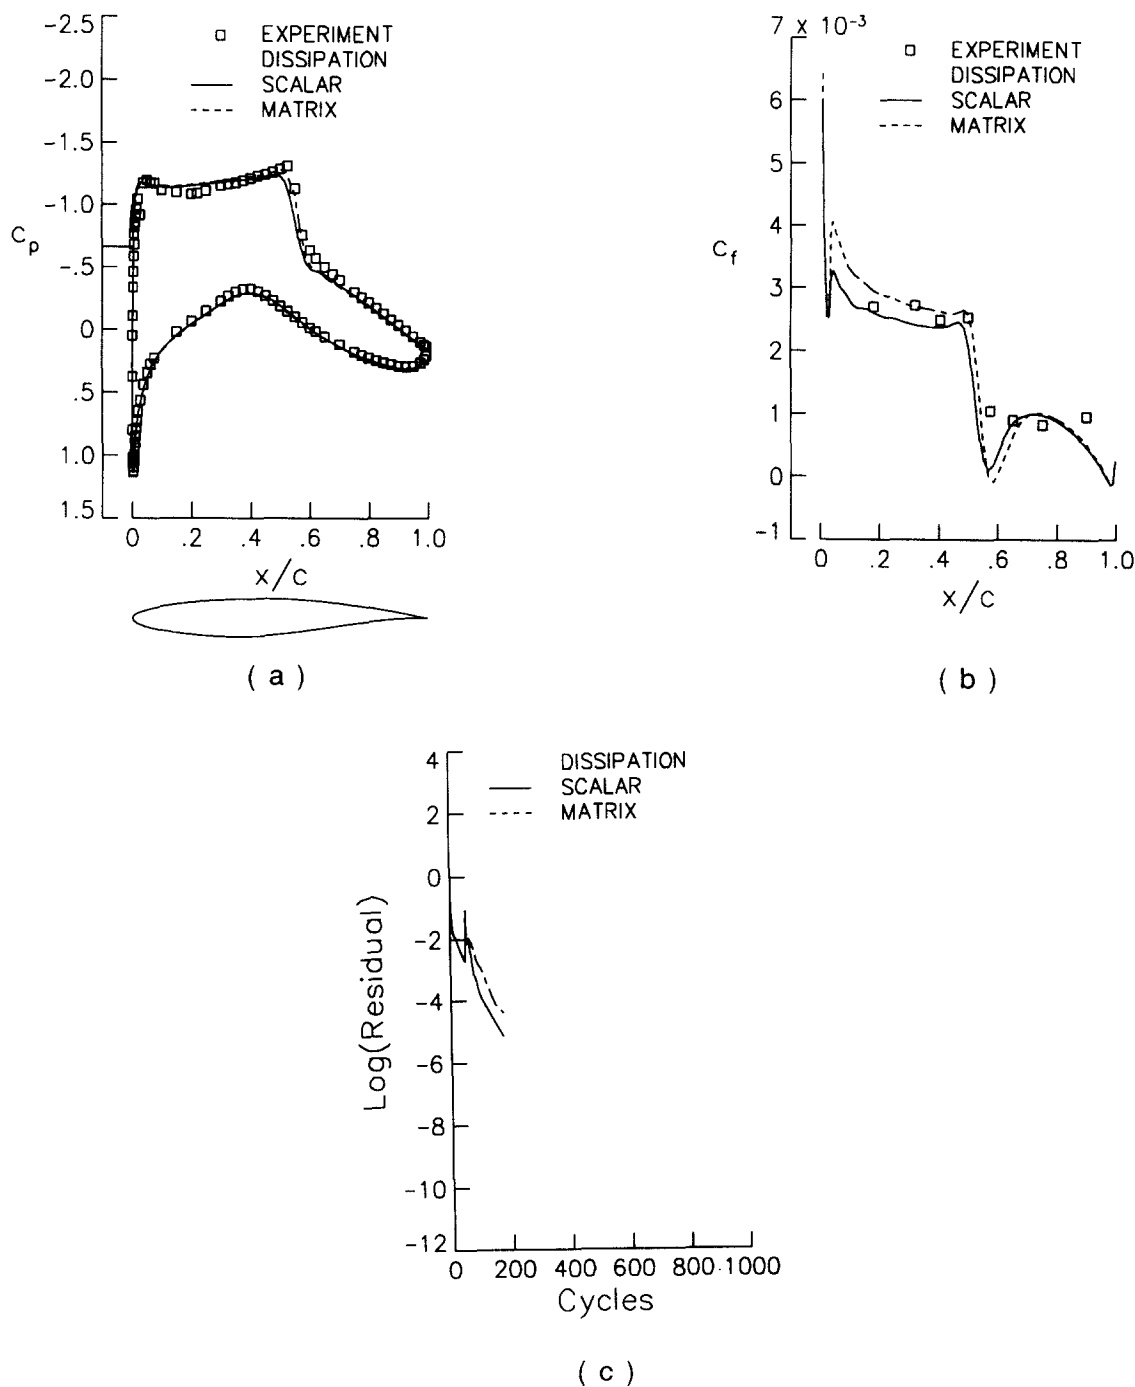 -2.5
-2.0
-1.5
-1.0
-.5
0
.5
1.0
1.5
Cp
EXPERIMENT
DISSIPATION
SCALAR
MATRIX
0 .2 .4 .6 .8 1.0
x/c
(a)
7 x 10-3
6
5
4
3
2
1
0
-1
Cf
EXPERIMENT
DISSIPATION
SCALAR
MATRIX
0 .2 .4 .6 .8 1.0
x/c
(b)
4
2
0
-2
-4
-6
-8
-10
-12
Log(Residual)
DISSIPATION
SCALAR
MATRIX
0 200 400 600 800 1000
Cycles
(c)